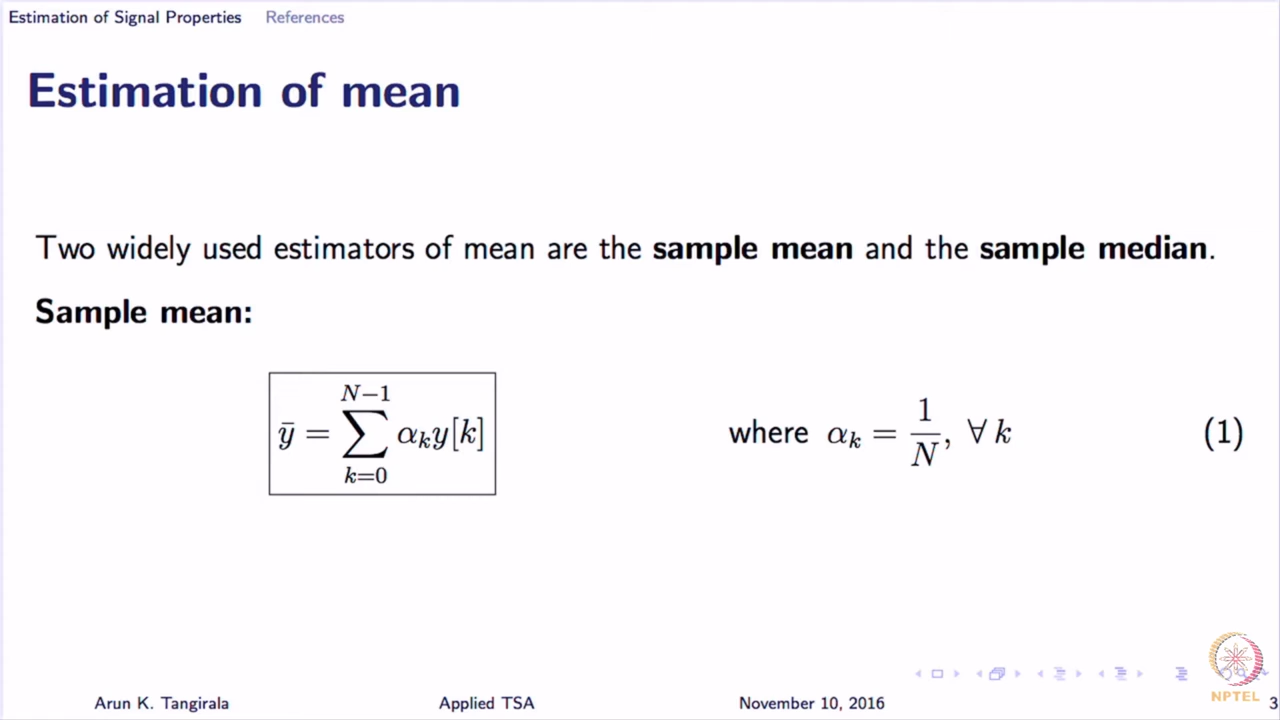 Estimation of Signal Properties References
Estimation of mean
Two widely used estimators of mean are the sample mean and the sample median.
Sample mean:
ȳ = ∑_{k=0}^{N−1} α_k y[k] where α_k = 1/N, ∀ k (1)
NPTEL
Arun K. Tangirala Applied TSA November 10, 2016 3